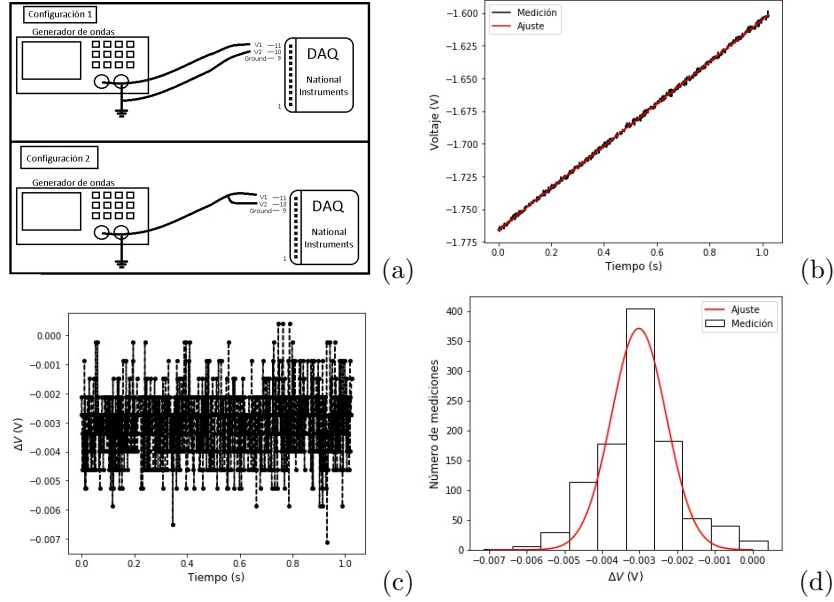 Configuración 1
Generador de ondas
V1 —11
V2 —10
Ground— 9
DAQ
National
Instruments
1
Configuración 2
Generador de ondas
V1 —11
V2 —10
Ground— 9
DAQ
National
Instruments
1
(a)
Medición
Ajuste
Voltaje (V)
−1.600
−1.625
−1.650
−1.675
−1.700
−1.725
−1.750
−1.775
0.0 0.2 0.4 0.6 0.8 1.0
Tiempo (s)
(b)
ΔV (V)
0.000
−0.001
−0.002
−0.003
−0.004
−0.005
−0.006
−0.007
0.0 0.2 0.4 0.6 0.8 1.0
Tiempo (s)
(c)
Ajuste
Medición
Número de mediciones
400
350
300
250
200
150
100
50
0
−0.007 −0.006 −0.005 −0.004 −0.003 −0.002 −0.001 0.000
ΔV (V)
(d)